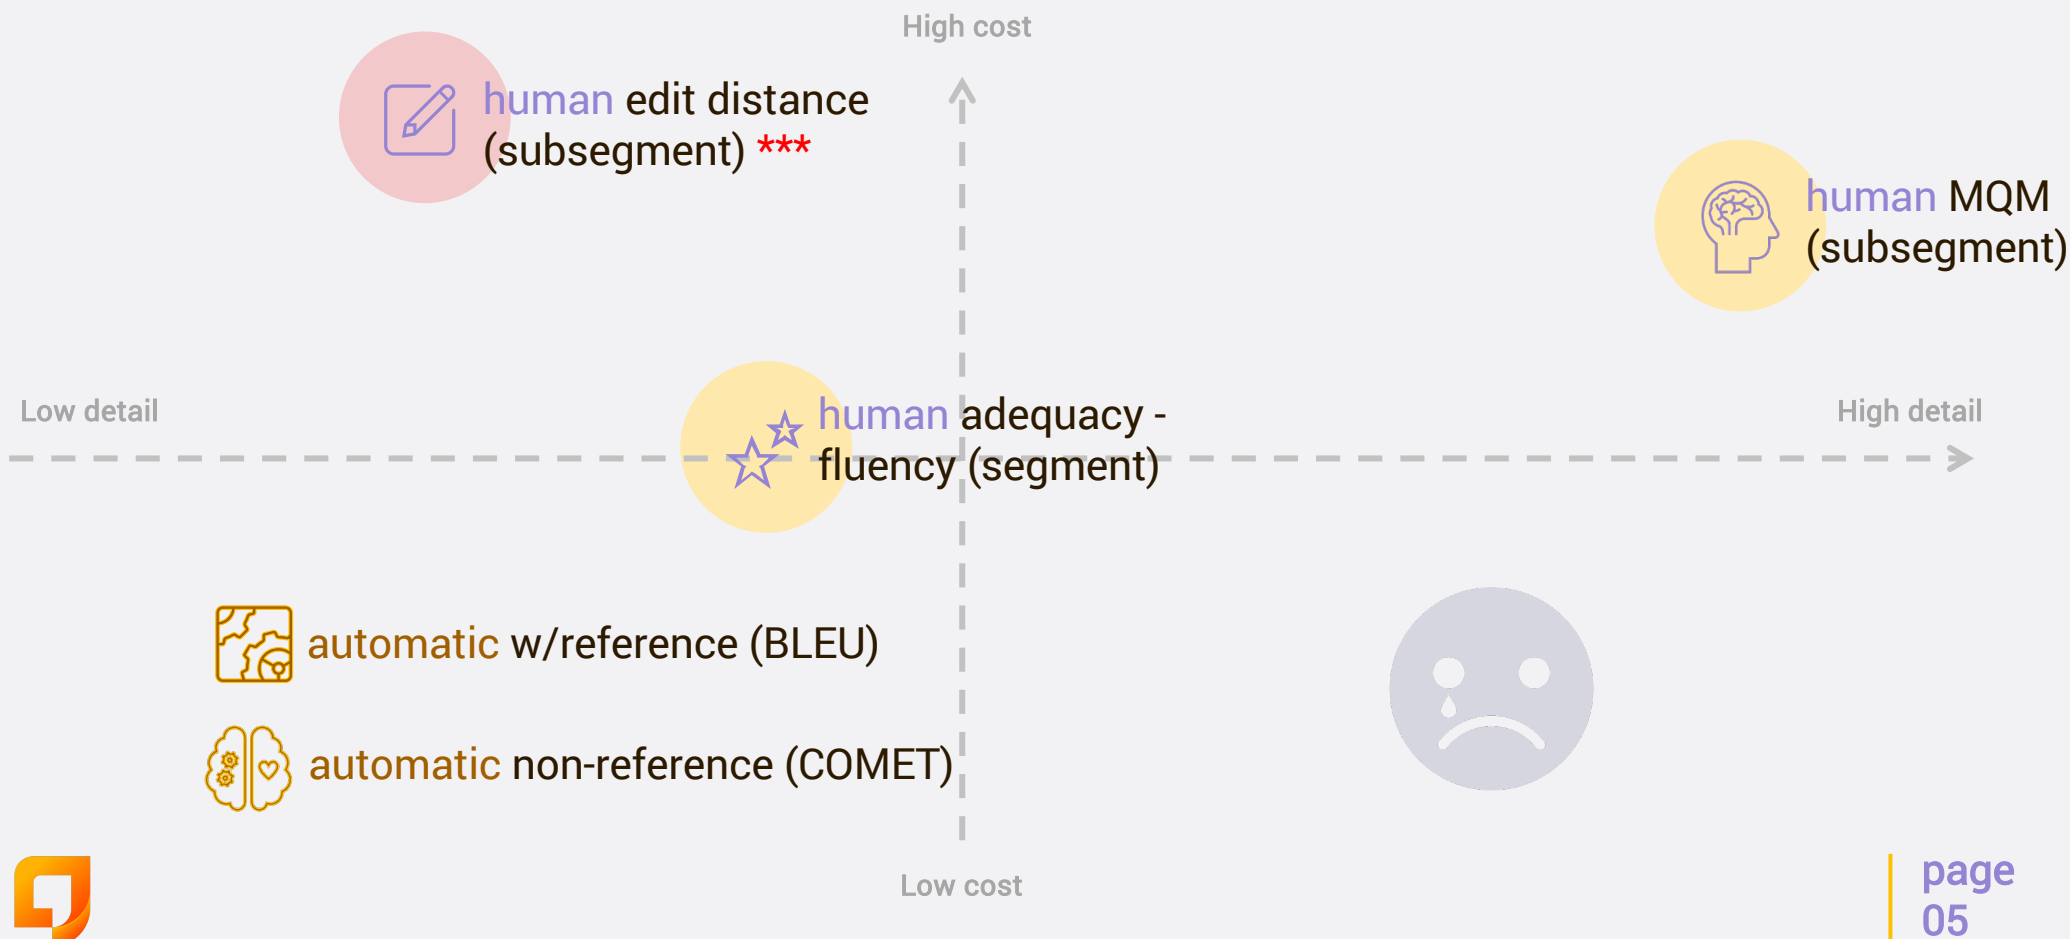 High cost
human edit distance
(subsegment) ***
human MQM
(subsegment)
Low detail
human adequacy -
fluency (segment)
High detail
automatic w/reference (BLEU)
automatic non-reference (COMET)
Low cost
page
05